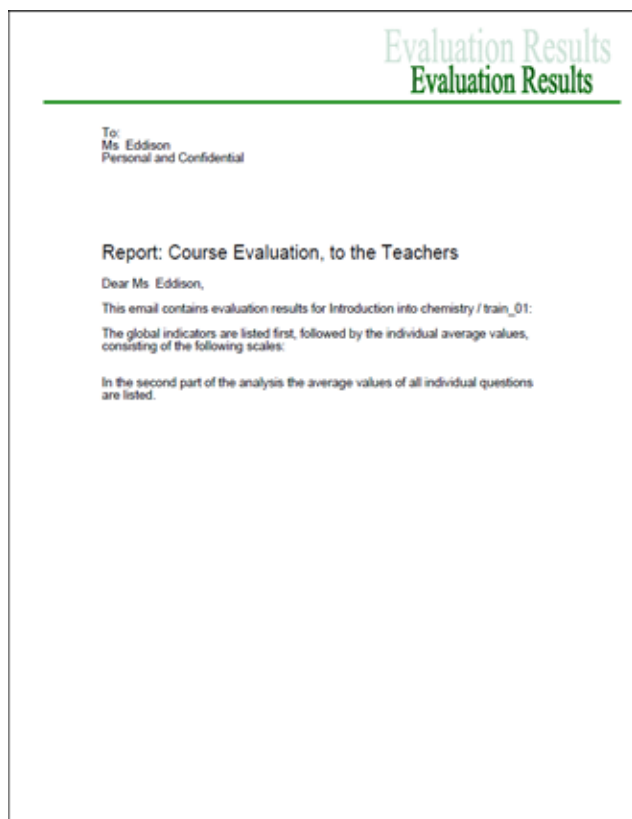 Evaluation Results
Evaluation Results
To:
Ms Eddison
Personal and Confidential
Report: Course Evaluation, to the Teachers
Dear Ms Eddison,
This email contains evaluation results for Introduction into chemistry / train_01:
The global indicators are listed first, followed by the individual average values,
consisting of the following scales:
In the second part of the analysis the average values of all individual questions
are listed.